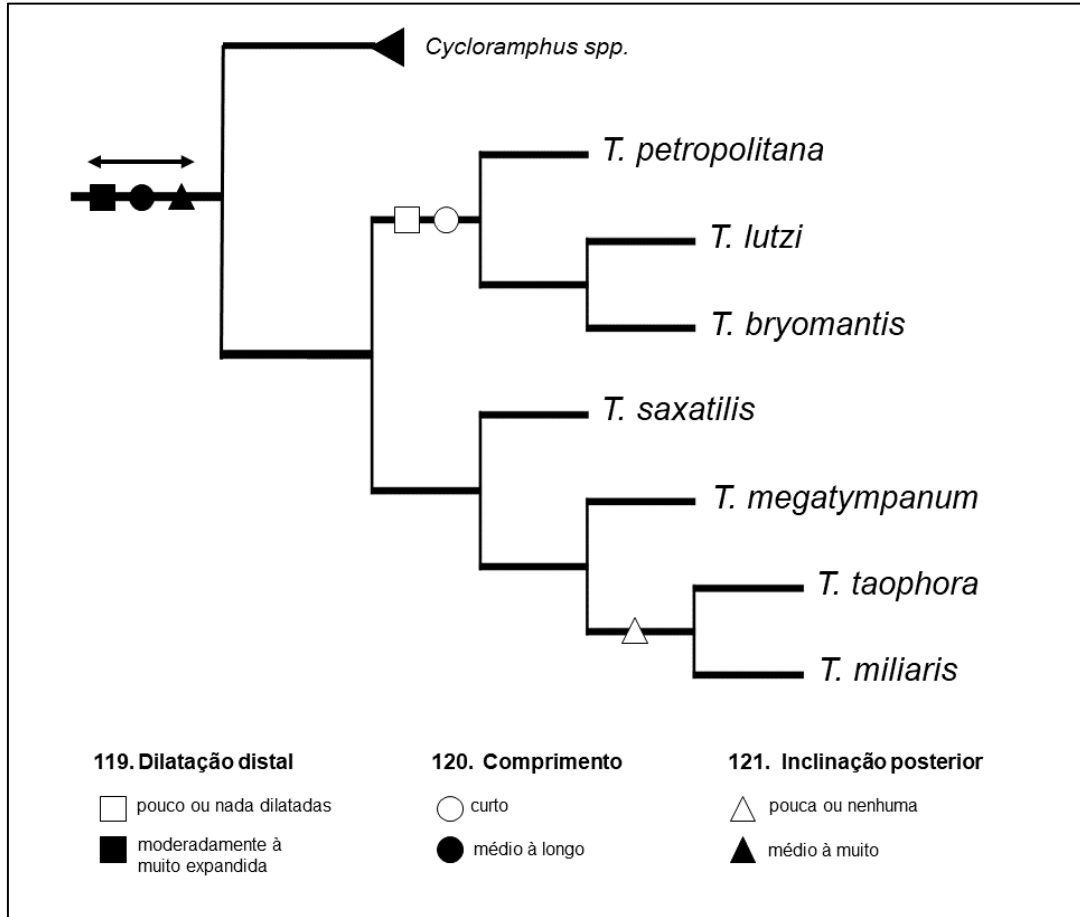 Cycloramphus spp.
T. petropolitana
T. lutzi
T. bryomantis
T. saxatilis
T. megatympanum
T. taophora
T. miliaris
119. Dilatação distal
pouco ou nada dilatadas
moderadamente à
muito expandida
120. Comprimento
curto
médio à longo
121. Inclinação posterior
pouca ou nenhuma
médio à muito